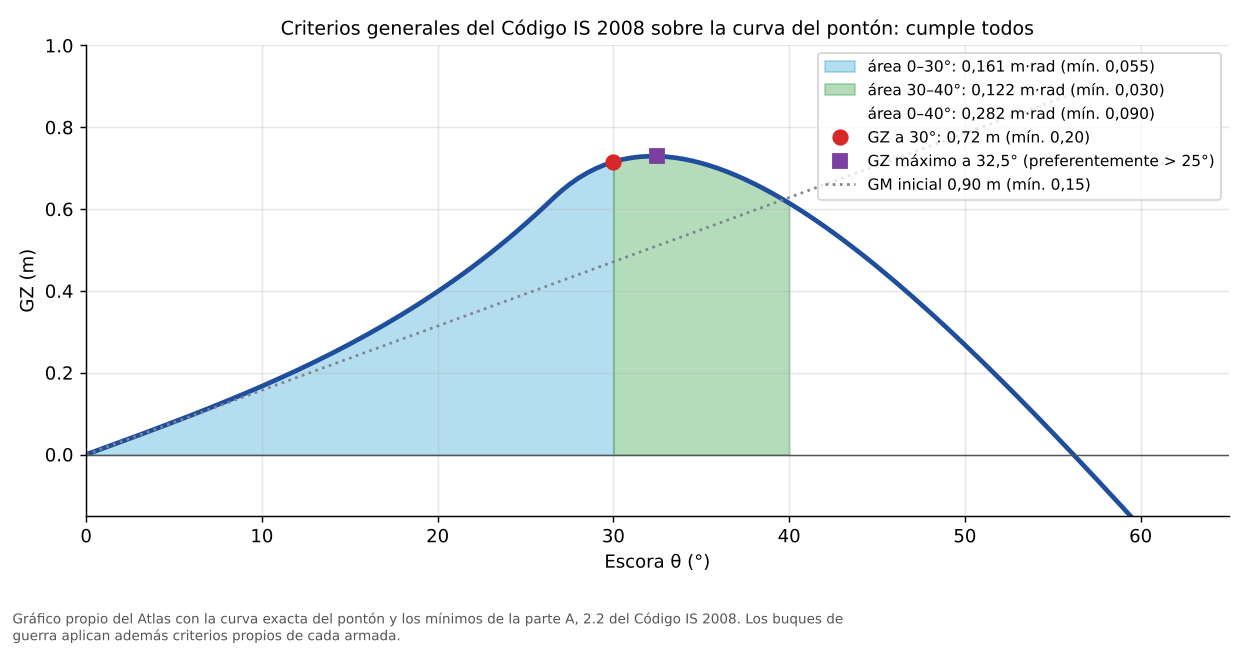 Criterios generales del Código IS 2008 sobre la curva del pontón: cumple todos
área 0–30°: 0,161 m·rad (mín. 0,055)
área 30–40°: 0,122 m·rad (mín. 0,030)
área 0–40°: 0,282 m·rad (mín. 0,090)
GZ a 30°: 0,72 m (mín. 0,20)
GZ máximo a 32,5° (preferentemente > 25°)
GM inicial 0,90 m (mín. 0,15)
GZ (m)
1.0
0.8
0.6
0.4
0.2
0.0
0 10 20 30 40 50 60
Escora θ (°)
Gráfico propio del Atlas con la curva exacta del pontón y los mínimos de la parte A, 2.2 del Código IS 2008. Los buques de
guerra aplican además criterios propios de cada armada.